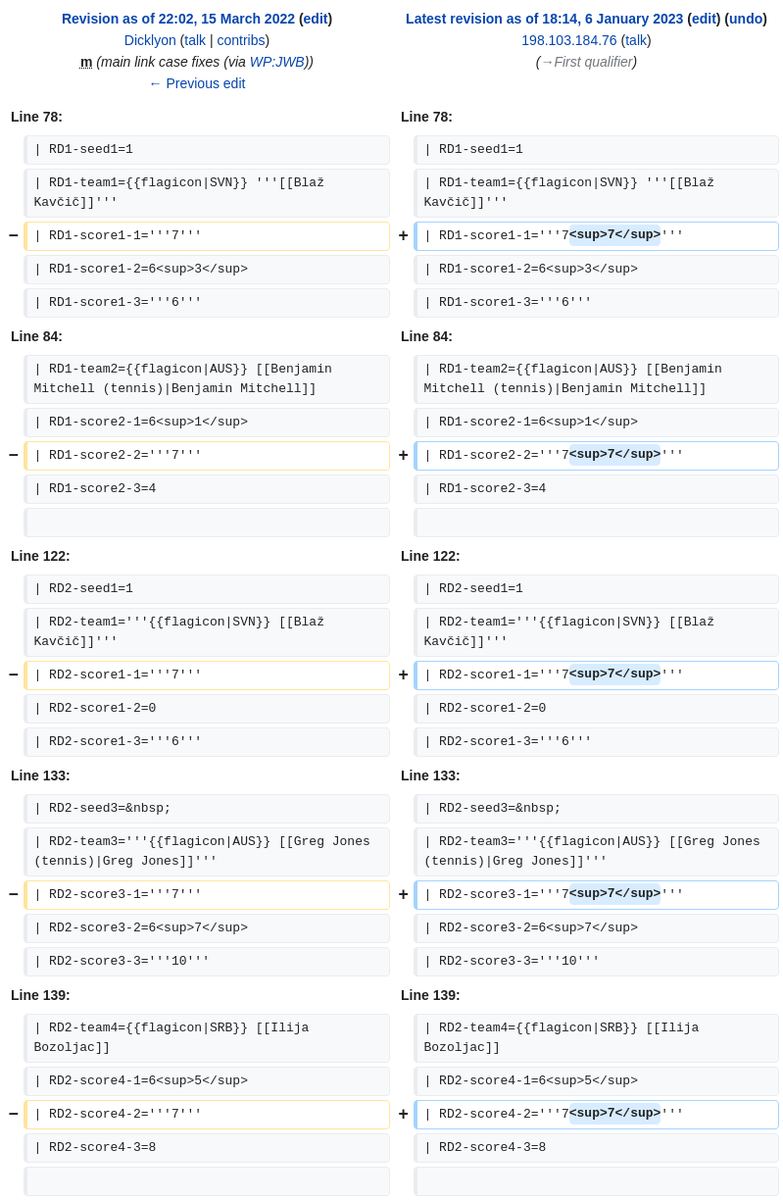 Revision as of 22:02, 15 March 2022 (edit)
Dicklyon (talk | contribs)
m (main link case fixes (via WP:JWB))
← Previous edit
Latest revision as of 18:14, 6 January 2023 (edit) (undo)
198.103.184.76 (talk)
(→First qualifier)
Line 78:
Line 78:
| RD1-seed1=1
| RD1-seed1=1
| RD1-team1={{flagicon|SVN}} '''[[Blaž
Kavčič]]'''
| RD1-team1={{flagicon|SVN}} '''[[Blaž
Kavčič]]'''
− | RD1-score1-1='''7'''
+ | RD1-score1-1='''7<sup>7</sup>'''
| RD1-score1-2=6<sup>3</sup>
| RD1-score1-2=6<sup>3</sup>
| RD1-score1-3='''6'''
| RD1-score1-3='''6'''
Line 84:
Line 84:
| RD1-team2={{flagicon|AUS}} [[Benjamin
Mitchell (tennis)|Benjamin Mitchell]]
| RD1-team2={{flagicon|AUS}} [[Benjamin
Mitchell (tennis)|Benjamin Mitchell]]
| RD1-score2-1=6<sup>1</sup>
| RD1-score2-1=6<sup>1</sup>
− | RD1-score2-2='''7'''
+ | RD1-score2-2='''7<sup>7</sup>'''
| RD1-score2-3=4
| RD1-score2-3=4
Line 122:
Line 122:
| RD2-seed1=1
| RD2-seed1=1
| RD2-team1='''{{flagicon|SVN}} [[Blaž
Kavčič]]'''
| RD2-team1='''{{flagicon|SVN}} [[Blaž
Kavčič]]'''
− | RD2-score1-1='''7'''
+ | RD2-score1-1='''7<sup>7</sup>'''
| RD2-score1-2=0
| RD2-score1-2=0
| RD2-score1-3='''6'''
| RD2-score1-3='''6'''
Line 133:
Line 133:
| RD2-seed3=&nbsp;
| RD2-seed3=&nbsp;
| RD2-team3='''{{flagicon|AUS}} [[Greg Jones
(tennis)|Greg Jones]]'''
| RD2-team3='''{{flagicon|AUS}} [[Greg Jones
(tennis)|Greg Jones]]'''
− | RD2-score3-1='''7'''
+ | RD2-score3-1='''7<sup>7</sup>'''
| RD2-score3-2=6<sup>7</sup>
| RD2-score3-2=6<sup>7</sup>
| RD2-score3-3='''10'''
| RD2-score3-3='''10'''
Line 139:
Line 139:
| RD2-team4={{flagicon|SRB}} [[Ilija
Bozoljac]]
| RD2-team4={{flagicon|SRB}} [[Ilija
Bozoljac]]
| RD2-score4-1=6<sup>5</sup>
| RD2-score4-1=6<sup>5</sup>
− | RD2-score4-2='''7'''
+ | RD2-score4-2='''7<sup>7</sup>'''
| RD2-score4-3=8
| RD2-score4-3=8